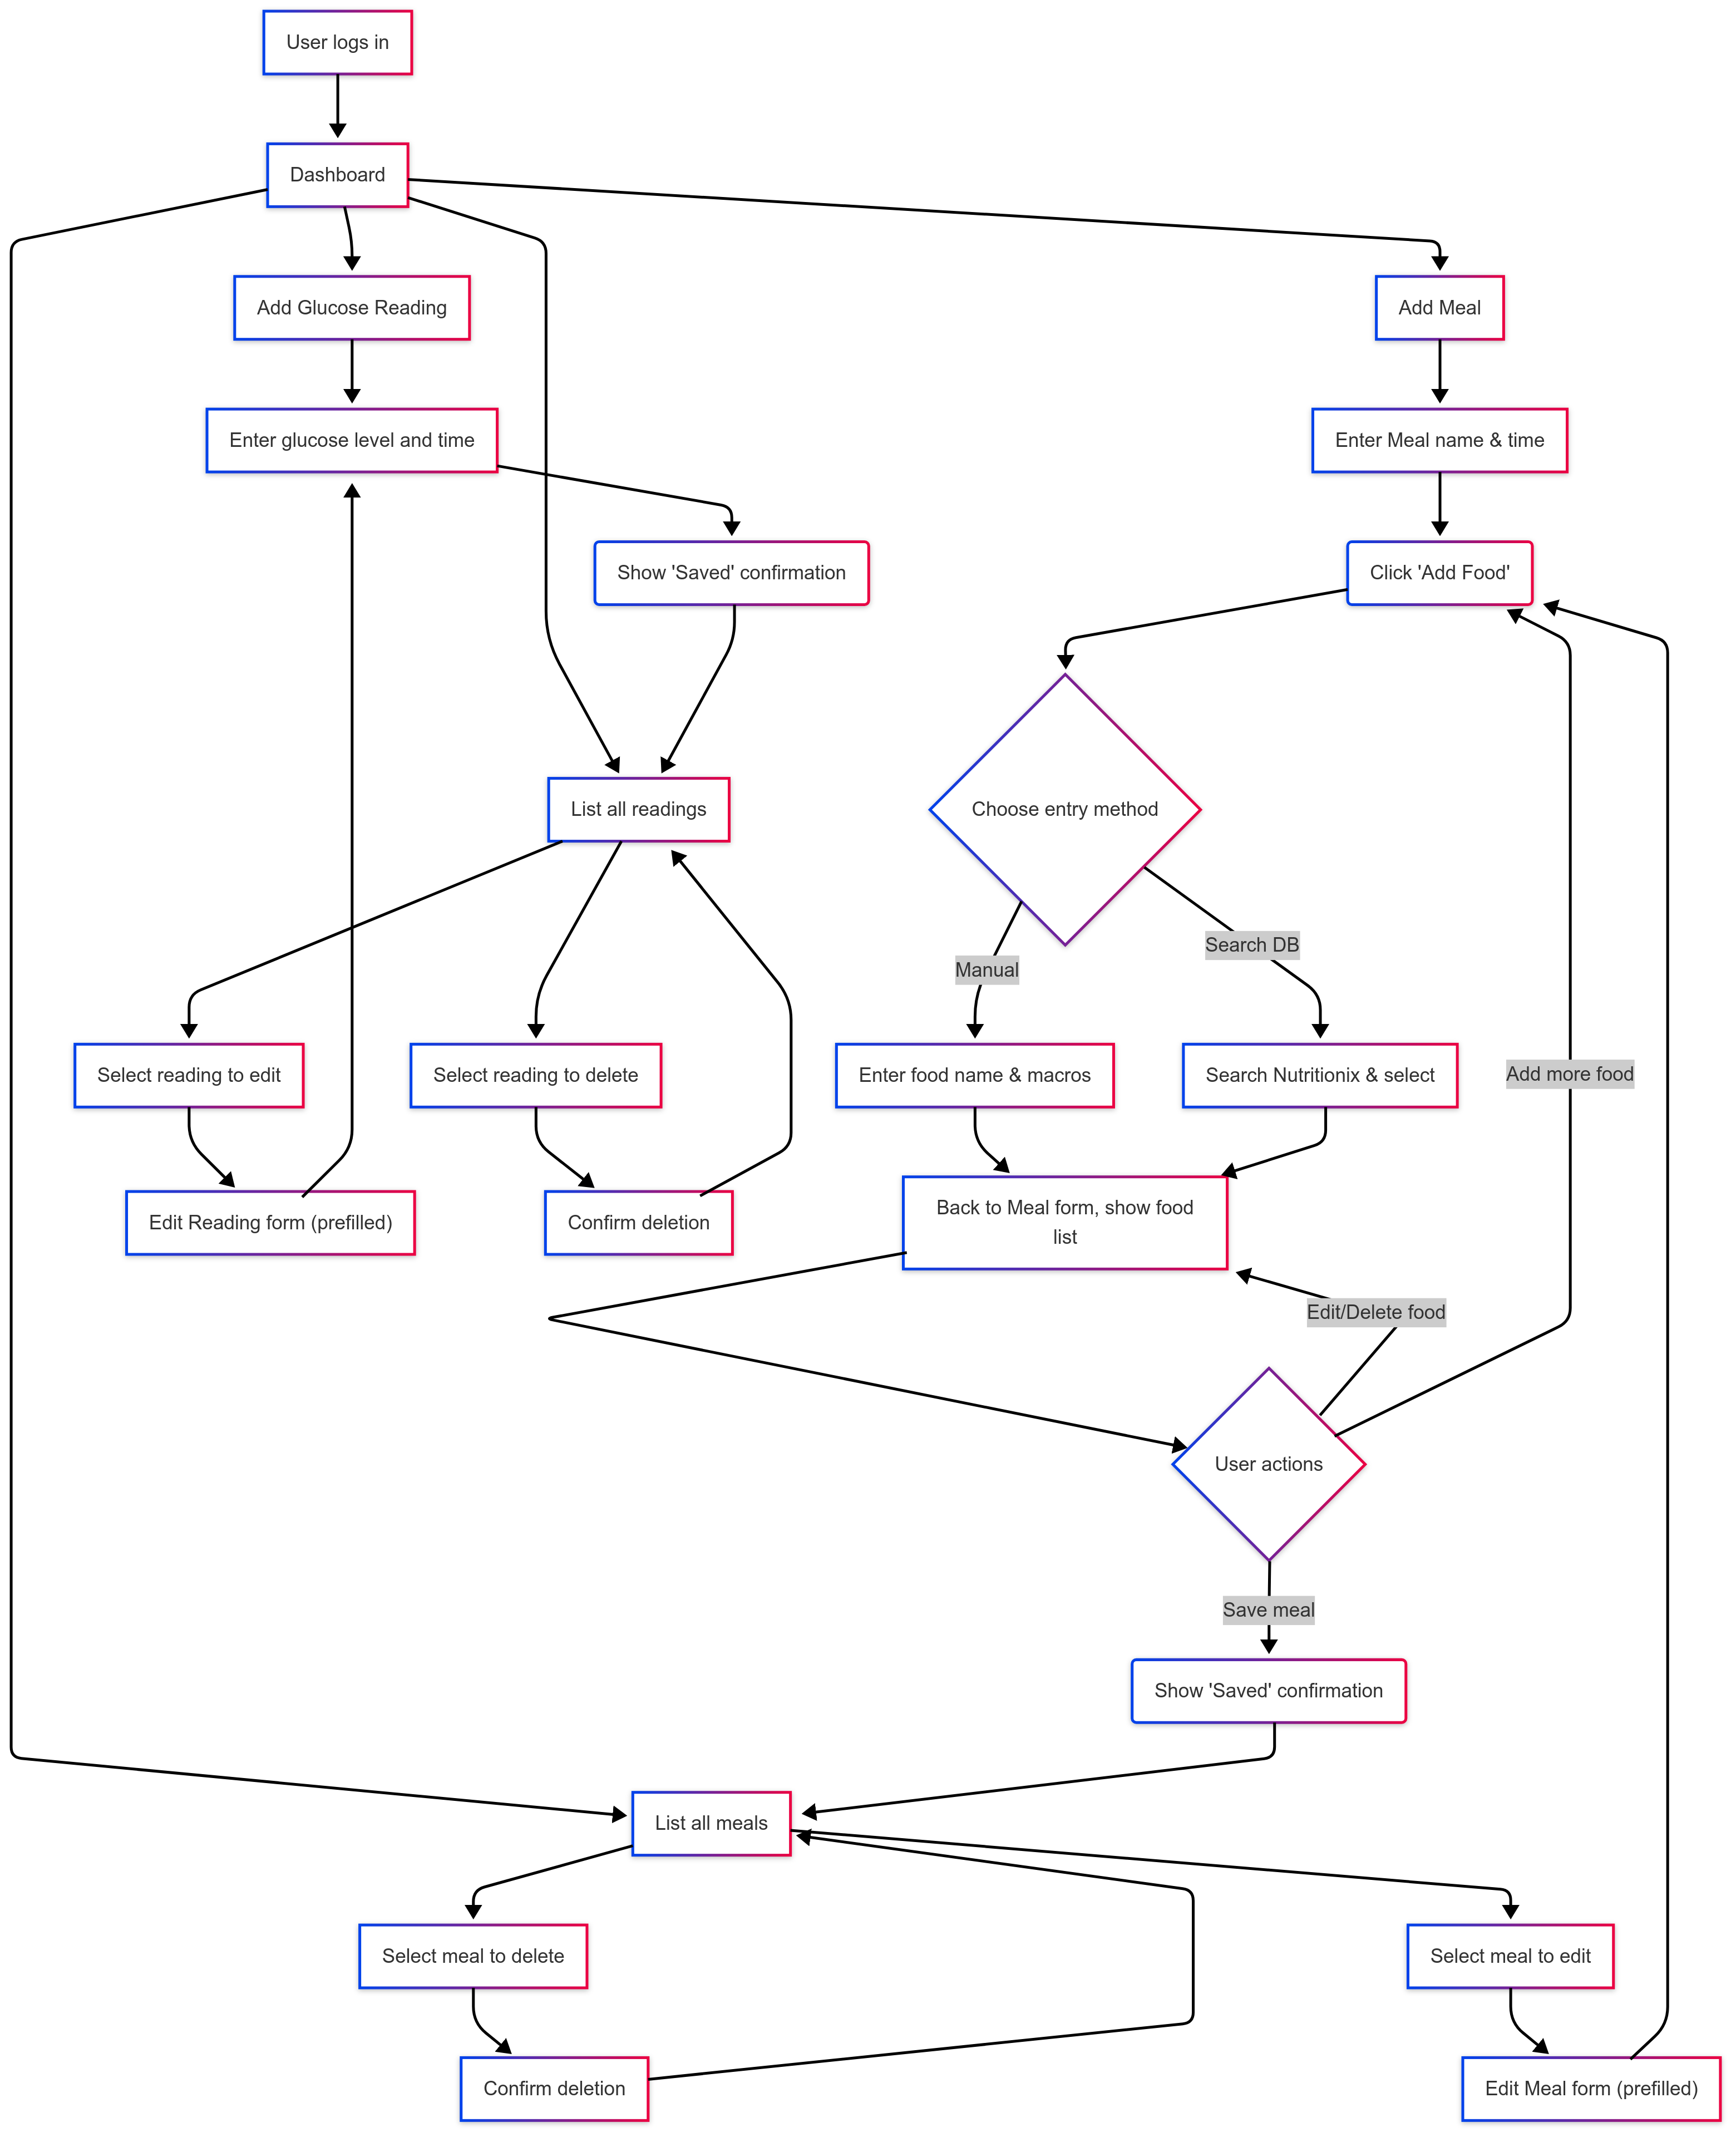 User logs in
Dashboard
Add Glucose Reading
Add Meal
Enter glucose level and time
Enter Meal name & time
Show 'Saved' confirmation
Click 'Add Food'
List all readings
Choose entry method
Search DB
Manual
Select reading to edit
Select reading to delete
Enter food name & macros
Search Nutritionix & select
Add more food
Edit Reading form (prefilled)
Confirm deletion
Back to Meal form, show food
list
Edit/Delete food
User actions
Save meal
Show 'Saved' confirmation
List all meals
Select meal to delete
Select meal to edit
Confirm deletion
Edit Meal form (prefilled)